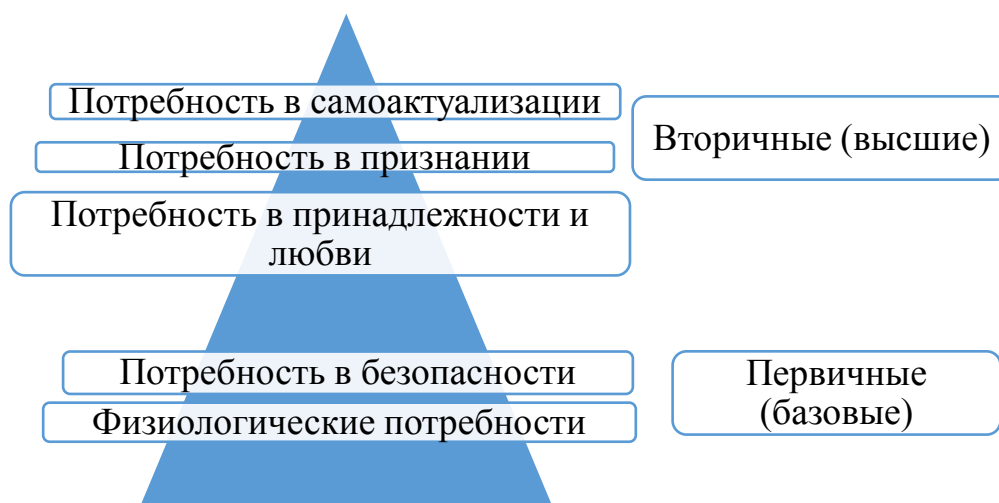 Потребность в самоактуализации
Потребность в признании
Вторичные (высшие)
Потребность в принадлежности и
любви
Потребность в безопасности
Физиологические потребности
Первичные
(базовые)